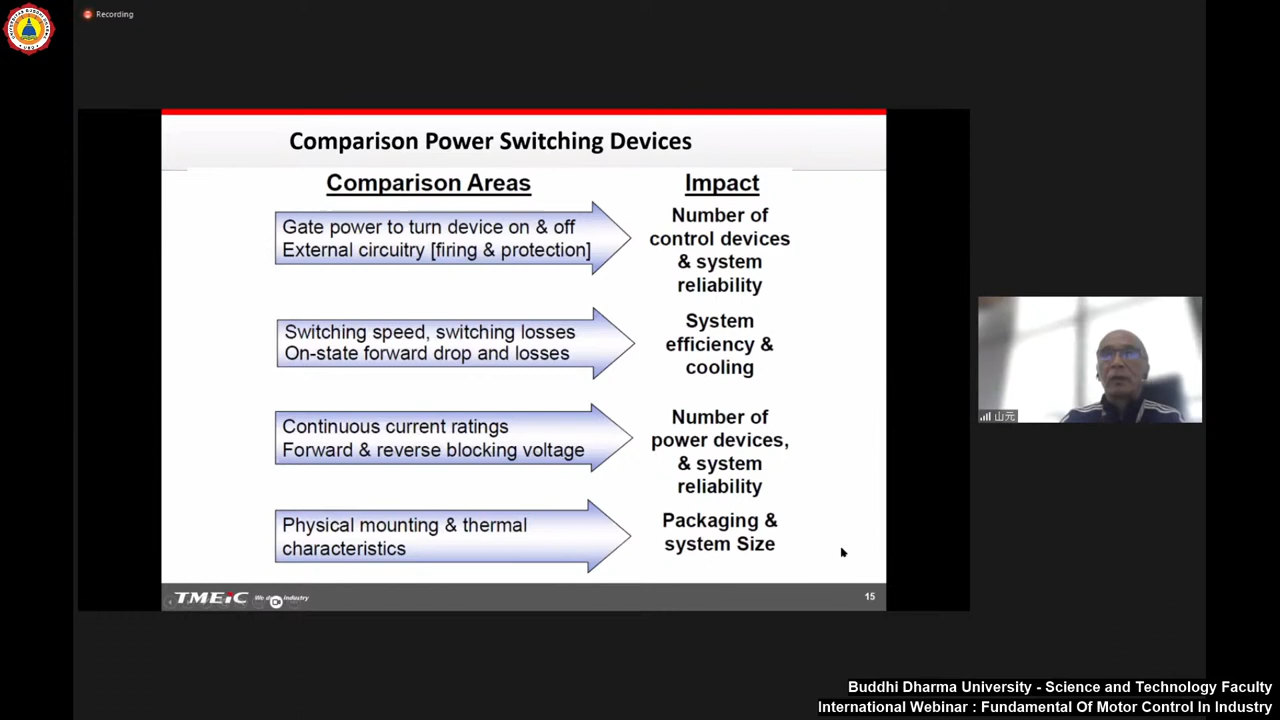 Recording
Comparison Power Switching Devices
Comparison Areas
Impact
Gate power to turn device on & off
External circuitry [firing & protection]
Number of
control devices
& system
reliability
Switching speed, switching losses
On-state forward drop and losses
System
efficiency &
cooling
Continuous current ratings
Forward & reverse blocking voltage
Number of
power devices,
& system
reliability
Physical mounting & thermal
characteristics
Packaging &
system Size
TMEiC
industry
15
山元
Buddhi Dharma University - Science and Technology Faculty
International Webinar : Fundamental Of Motor Control In Industry